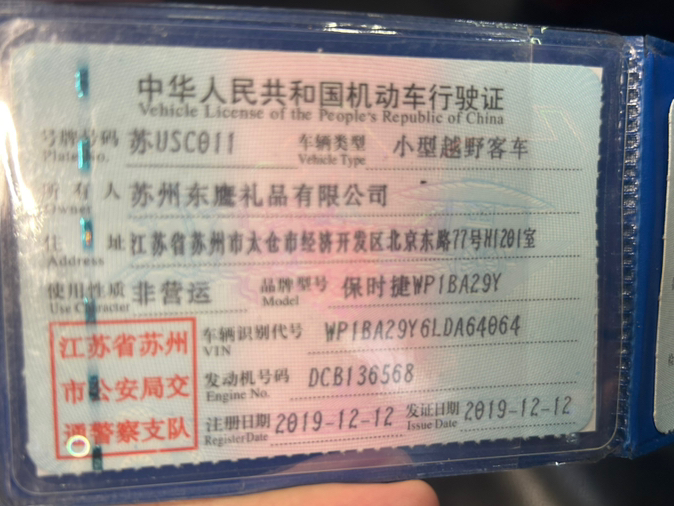 中华人民共和国机动车行驶证
Vehicle License of the People's Republic of China
号牌号码 苏USC011 车辆类型 小型越野客车
Plate No. Vehicle Type
所有人 苏州东鹰礼品有限公司
Owner
住址 江苏省苏州市太仓市经济开发区北京东路77号H1201室
Address
使用性质 非营运 品牌型号 保时捷WP1BA29Y
Use Character Model
江苏省苏州市公安局交通警察支队
车辆识别代号 WP1BA29Y6LDA64064
VIN
发动机号码 DCB136568
Engine No.
注册日期 2019-12-12 发证日期 2019-12-12
Register Date Issue Date